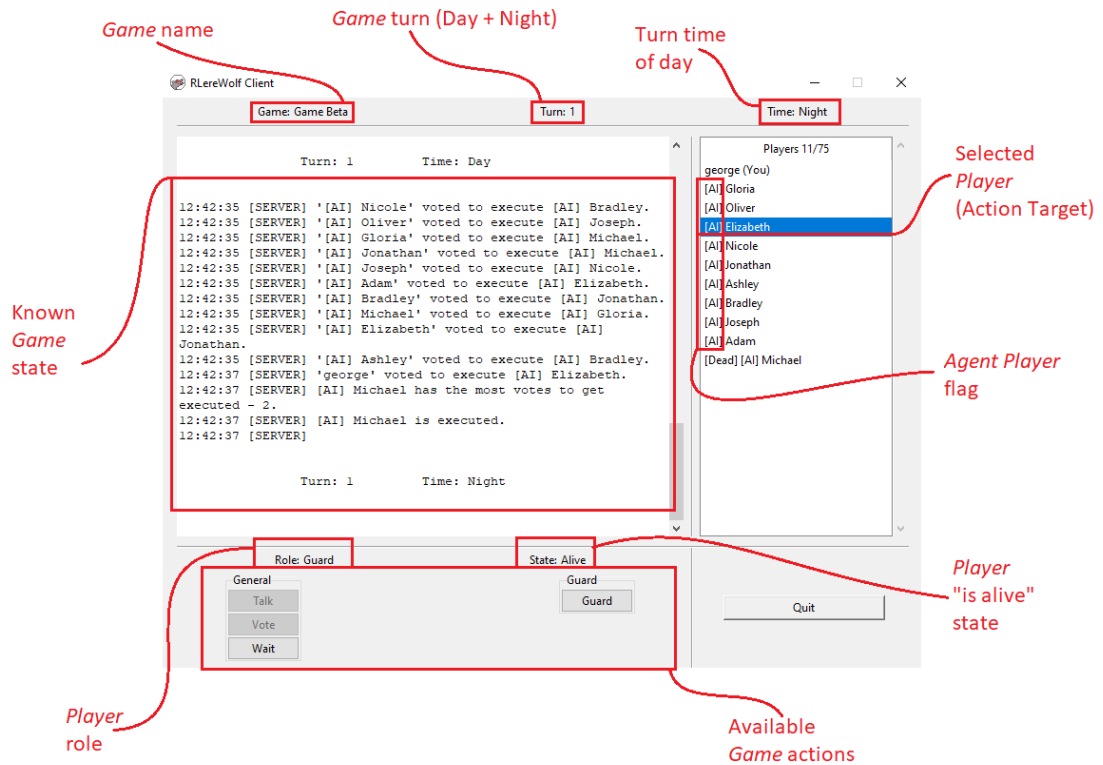 Game name
Game turn (Day + Night)
Turn time
of day
RLereWolf Client
Game: Game Beta
Turn: 1
Time: Night
Turn: 1 Time: Day
12:42:35 [SERVER] '[AI] Nicole' voted to execute [AI] Bradley.
12:42:35 [SERVER] '[AI] Oliver' voted to execute [AI] Joseph.
12:42:35 [SERVER] '[AI] Gloria' voted to execute [AI] Michael.
12:42:35 [SERVER] '[AI] Jonathan' voted to execute [AI] Michael.
12:42:35 [SERVER] '[AI] Joseph' voted to execute [AI] Nicole.
12:42:35 [SERVER] '[AI] Adam' voted to execute [AI] Elizabeth.
12:42:35 [SERVER] '[AI] Bradley' voted to execute [AI] Jonathan.
12:42:35 [SERVER] '[AI] Michael' voted to execute [AI] Gloria.
12:42:35 [SERVER] '[AI] Elizabeth' voted to execute [AI]
Jonathan.
12:42:35 [SERVER] '[AI] Ashley' voted to execute [AI] Bradley.
12:42:37 [SERVER] 'george' voted to execute [AI] Elizabeth.
12:42:37 [SERVER] [AI] Michael has the most votes to get
executed - 2.
12:42:37 [SERVER] [AI] Michael is executed.
12:42:37 [SERVER]
Turn: 1 Time: Night
Players 11/75
george (You)
[AI] Gloria
[AI] Oliver
[AI] Elizabeth
[AI] Nicole
[AI] Jonathan
[AI] Ashley
[AI] Bradley
[AI] Joseph
[AI] Adam
[Dead] [AI] Michael
Selected
Player
(Action Target)
Known
Game
state
Agent Player
flag
Role: Guard
State: Alive
General
Talk
Vote
Wait
Guard
Guard
Quit
Player
"is alive"
state
Player
role
Available
Game actions